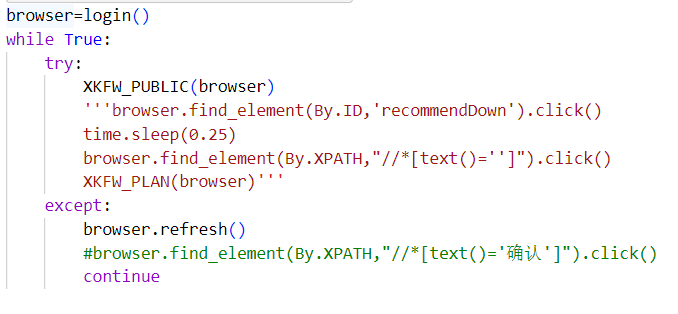 browser=login()
while True:
    try:
        XKFW_PUBLIC(browser)
        '''browser.find_element(By.ID,'recommendDown').click()
        time.sleep(0.25)
        browser.find_element(By.XPATH,"//*[text()='']").click()
        XKFW_PLAN(browser)'''
    except:
        browser.refresh()
        #browser.find_element(By.XPATH,"//*[text()='确认']").click()
        continue